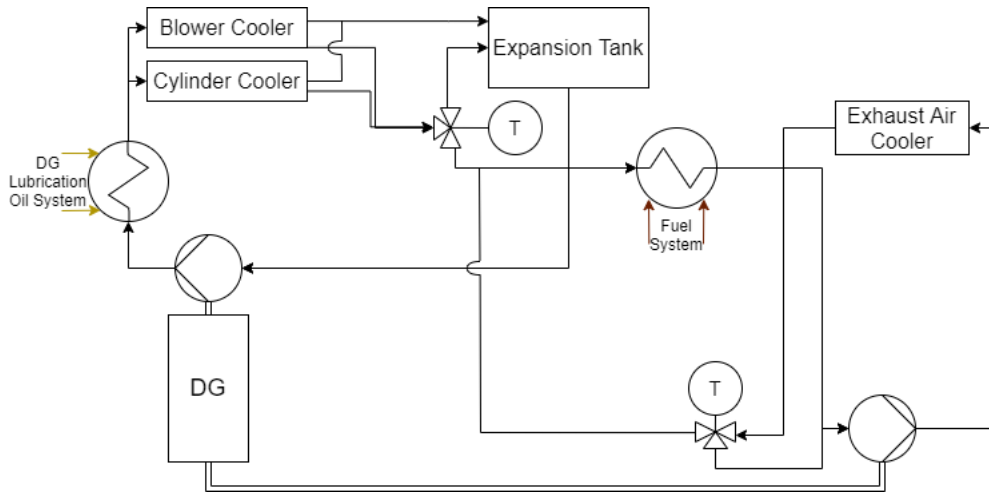 Blower Cooler
Expansion Tank
Cylinder Cooler
T
Exhaust Air
Cooler
DG
Lubrication
Oil System
Fuel
System
DG
T